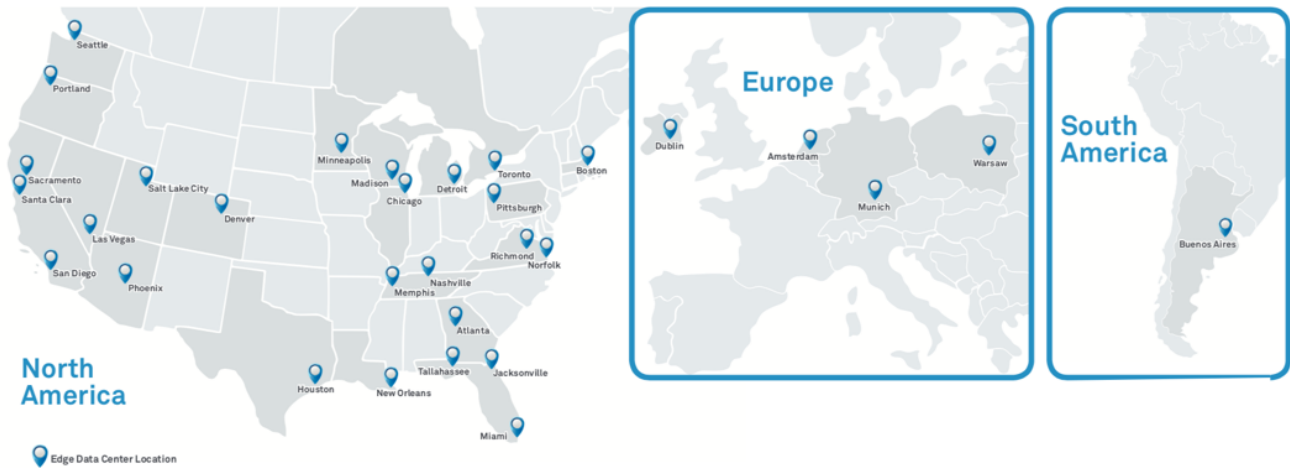 Seattle
Portland
Sacramento
Santa Clara
Salt Lake City
Denver
Las Vegas
San Diego
Phoenix
Minneapolis
Madison
Chicago
Detroit
Toronto
Pittsburgh
Boston
Richmond
Norfolk
Nashville
Memphis
Atlanta
Tallahassee
Jacksonville
Houston
New Orleans
Miami
North
America
Edge Data Center Location
Europe
Dublin
Amsterdam
Warsaw
Munich
South
America
Buenos Aires